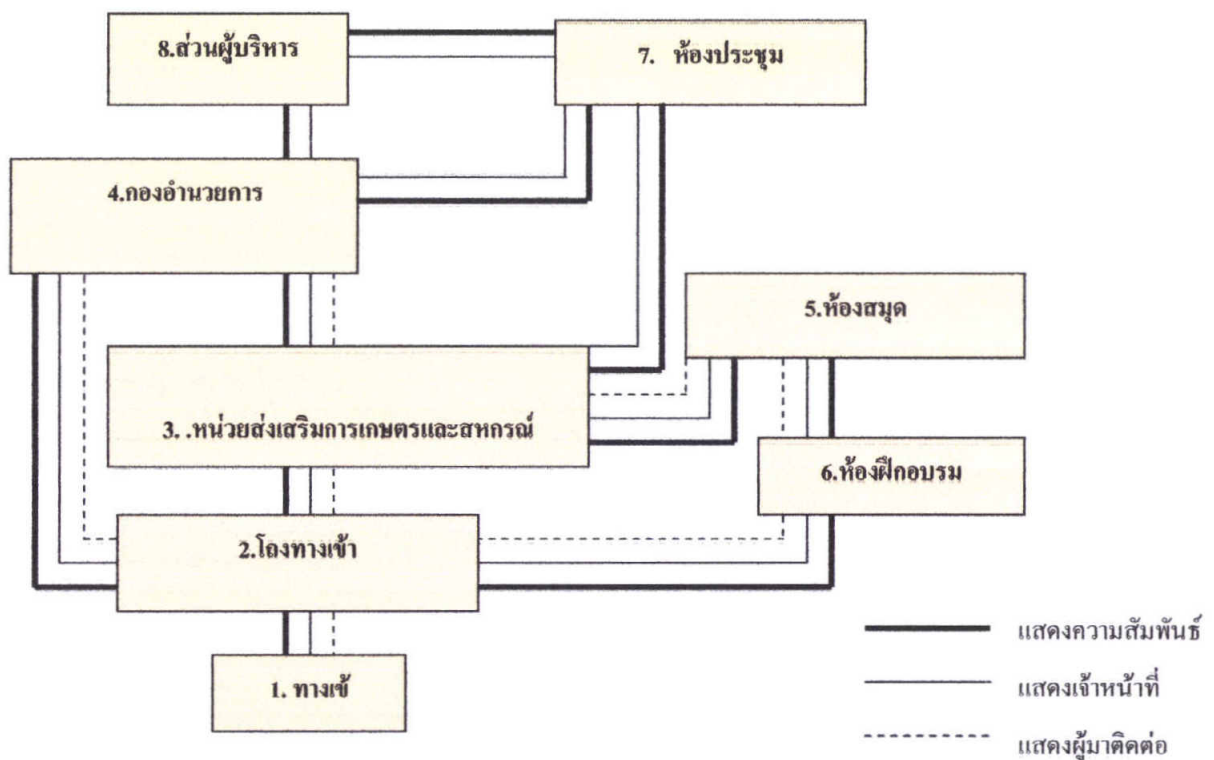 8.ส่วนผู้บริหาร
7. ห้องประชุม
4.กองอำนวยการ
5.ห้องสมุด
3. .หน่วยส่งเสริมการเกษตรและสหกรณ์
6.ห้องฝึกอบรม
2.โถงทางเข้า
แสดงความสัมพันธ์
1. ทางเข้
แสดงเจ้าหน้าที่
แสดงผู้มาติดต่อ